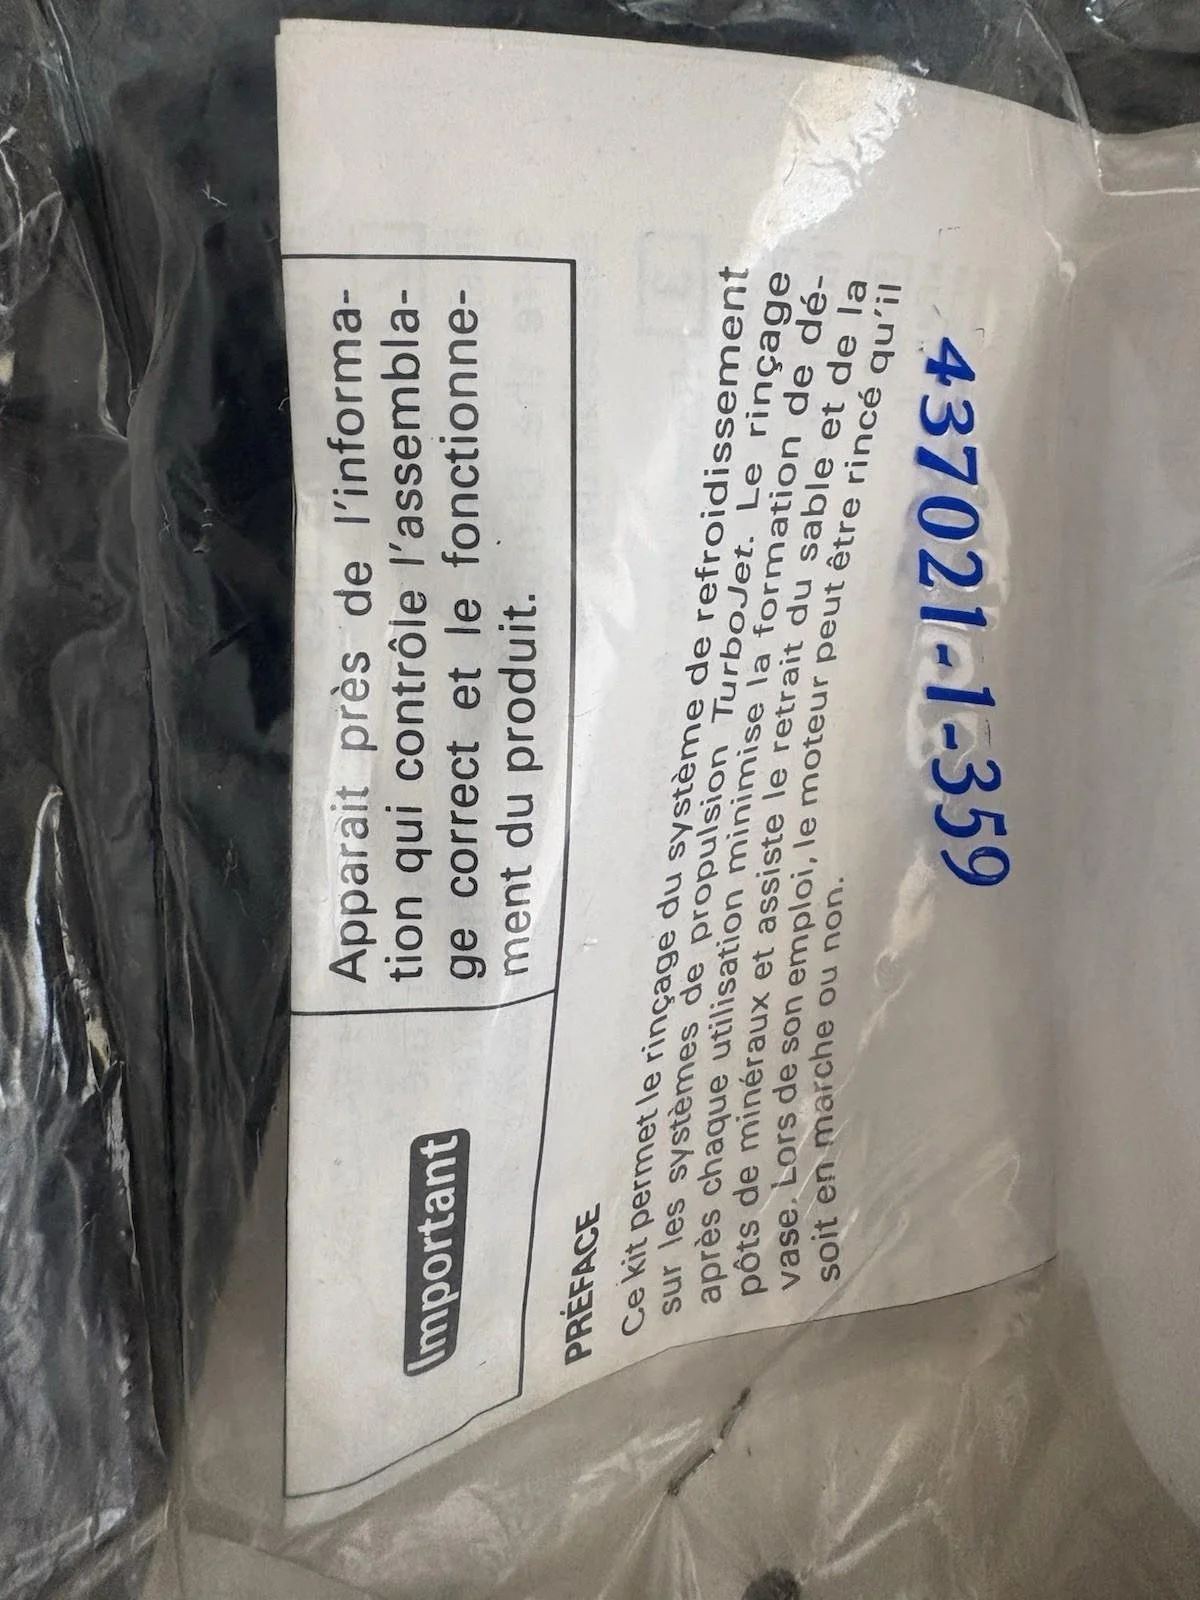 Important
Apparait près de l'informa-
tion qui contrôle l'assembla-
ge correct et le fonctionne-
ment du produit.
PRÉFACE
Ce kit permet le rinçage du système de refroidissement
sur les systèmes de propulsion TurboJet. Le rinçage
après chaque utilisation minimise la formation de dé-
pôts de minéraux et assiste le retrait du sable et de la
vase. Lors de son emploi, le moteur peut être rincé qu'il
soit en marche ou non.
437021-1-359